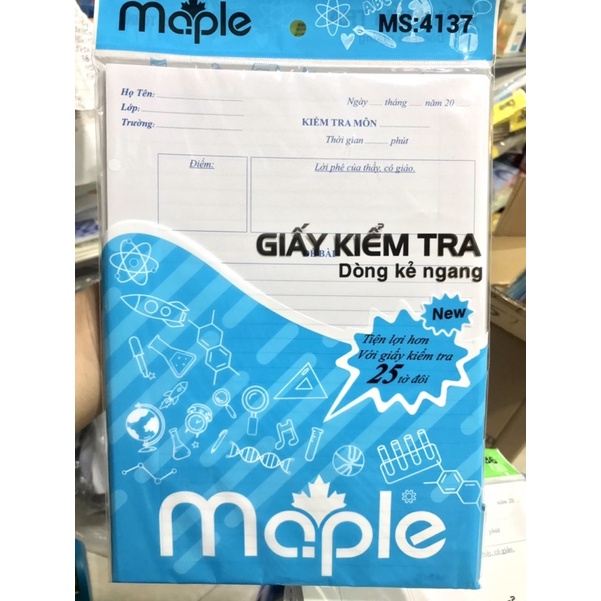 maple
MS:4137
Họ Tên:
Ngày tháng năm 20
Lớp:
Trường:
KIỂM TRA MÔN
Thời gian phút
Điểm:
Lời phê của thầy, cô giáo.
GIẤY KIỂM TRA
ĐỀ BÀI
Dòng kẻ ngang
New
Tiện lợi hơn
Với giấy kiểm tra
25 tờ đôi
maple